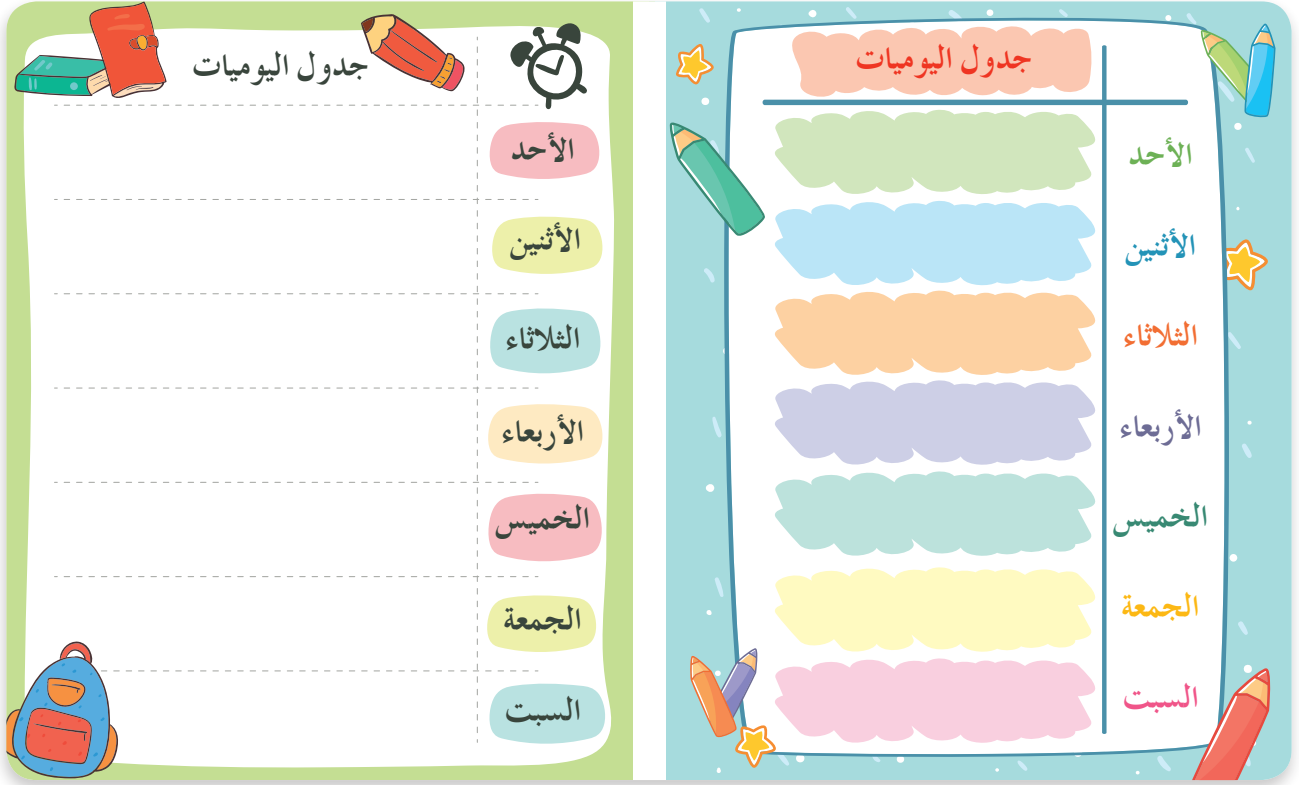 جدول اليوميات
الأحد
الأثنين
الثلاثاء
الأربعاء
الخميس
الجمعة
السبت
جدول اليوميات
الأحد
الأثنين
الثلاثاء
الأربعاء
الخميس
الجمعة
السبت